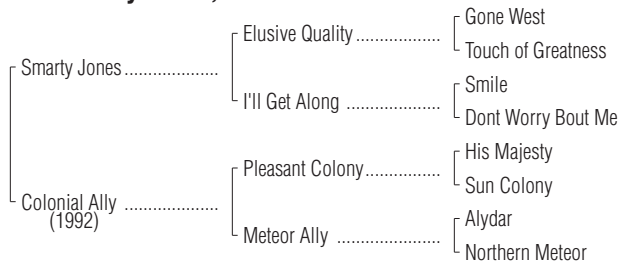 Gone West
Elusive Quality ..................
Touch of Greatness
Smarty Jones ....................
Smile
I'll Get Along ....................
Dont Worry Bout Me
His Majesty
Pleasant Colony................
Sun Colony
Colonial Ally ....................
(1992)
Alydar
Meteor Ally ......................
Northern Meteor